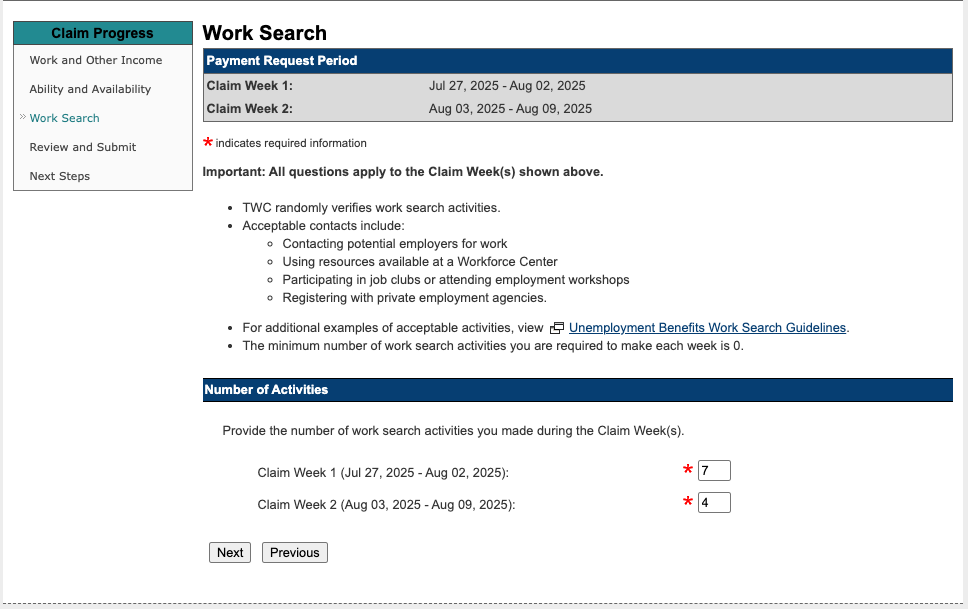 Claim Progress
Work and Other Income
Ability and Availability
» Work Search
Review and Submit
Next Steps
Work Search
Payment Request Period
Claim Week 1: Jul 27, 2025 - Aug 02, 2025
Claim Week 2: Aug 03, 2025 - Aug 09, 2025
* indicates required information
Important: All questions apply to the Claim Week(s) shown above.
• TWC randomly verifies work search activities.
• Acceptable contacts include:
◦ Contacting potential employers for work
◦ Using resources available at a Workforce Center
◦ Participating in job clubs or attending employment workshops
◦ Registering with private employment agencies.
• For additional examples of acceptable activities, view Unemployment Benefits Work Search Guidelines.
• The minimum number of work search activities you are required to make each week is 0.
Number of Activities
Provide the number of work search activities you made during the Claim Week(s).
Claim Week 1 (Jul 27, 2025 - Aug 02, 2025): * 7
Claim Week 2 (Aug 03, 2025 - Aug 09, 2025): * 4
Next Previous